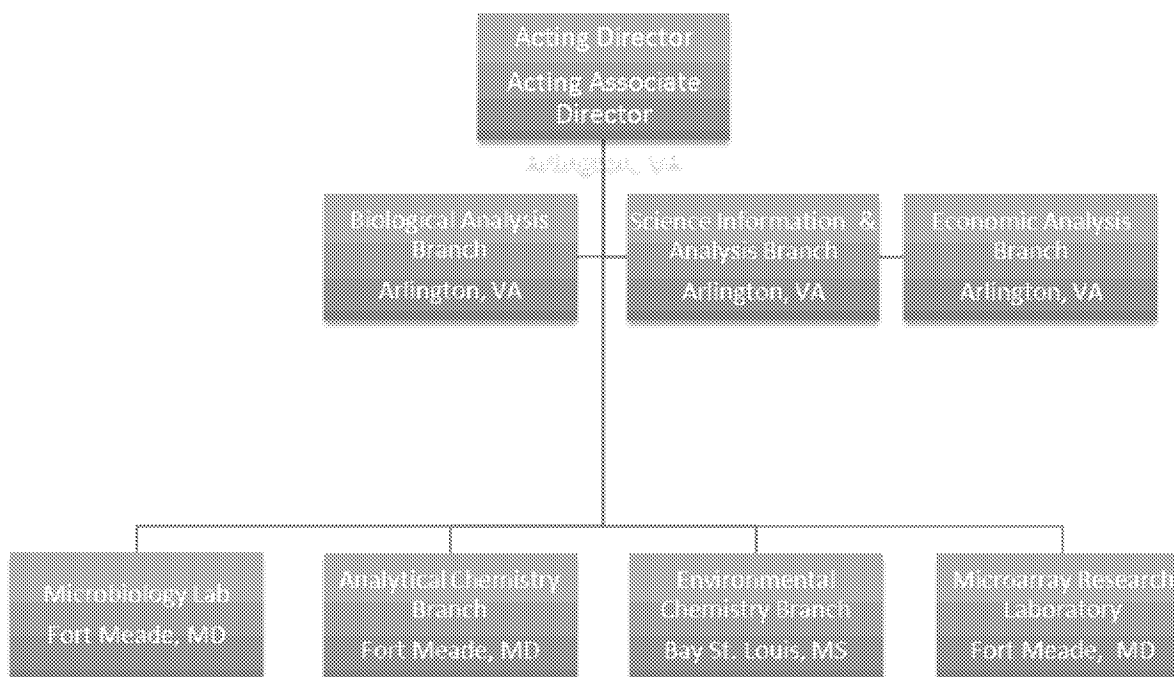 Acting Director
Acting Associate
Director
Arlington, VA
Biological Analysis
Branch
Arlington, VA
Science Information &
Analysis Branch
Arlington, VA
Economic Analysis
Branch
Arlington, VA
Microbiology Lab
Fort Meade, MD
Analytical Chemistry
Branch
Fort Meade, MD
Environmental
Chemistry Branch
Bay St. Louis, MS
Microarray Research
Laboratory
Fort Meade, MD